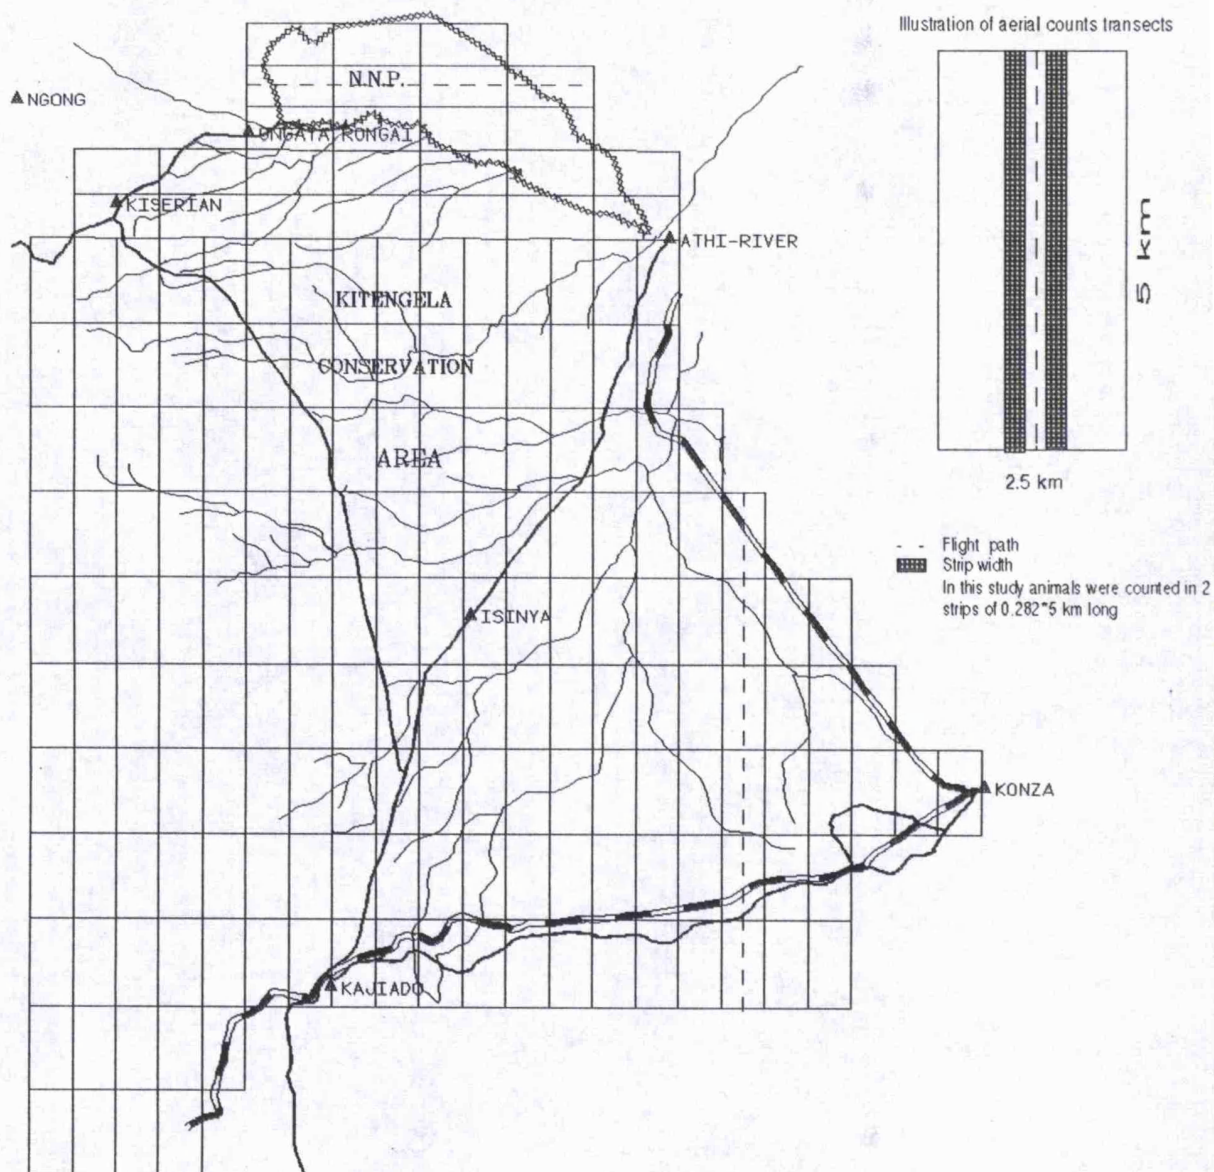 Illustration of aerial counts transects
N.N.P.
NGONG
ONGATA RONGAI
KISERIAN
ATHI-RIVER
KITENGELA
CONSERVATION
AREA
5 km
2.5 km
Flight path
Strip width
In this study animals were counted in 2
strips of 0.282*5 km long
ISINYA
KONZA
KAJIADO